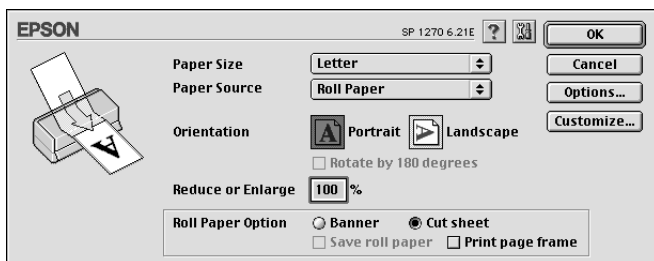 EPSON
SP 1270 6.21E
OK
Paper Size Letter
Cancel
Paper Source Roll Paper
Options...
Customize...
Orientation A Portrait A Landscape
Rotate by 180 degrees
Reduce or Enlarge 100 %
Roll Paper Option Banner Cut sheet
Save roll paper Print page frame
A